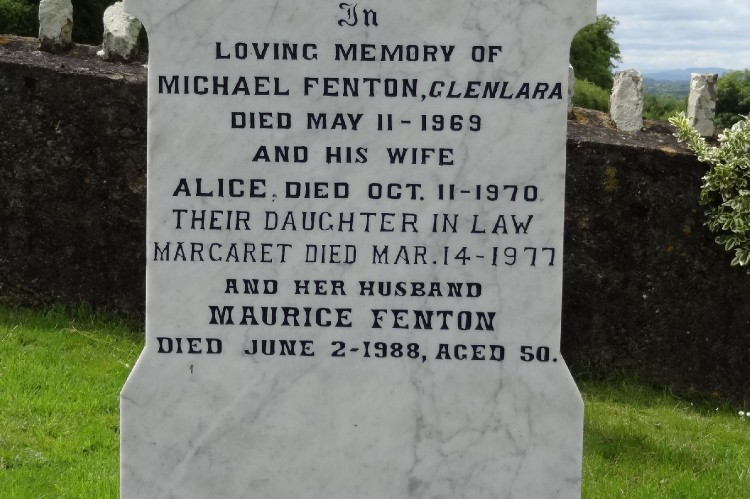 In
LOVING MEMORY OF
MICHAEL FENTON, GLENLARA
DIED MAY 11-1969
AND HIS WIFE
ALICE, DIED OCT. 11-1970
THEIR DAUGHTER IN LAW
MARGARET DIED MAR.14-1977
AND HER HUSBAND
MAURICE FENTON
DIED JUNE 2-1988, AGED 50.